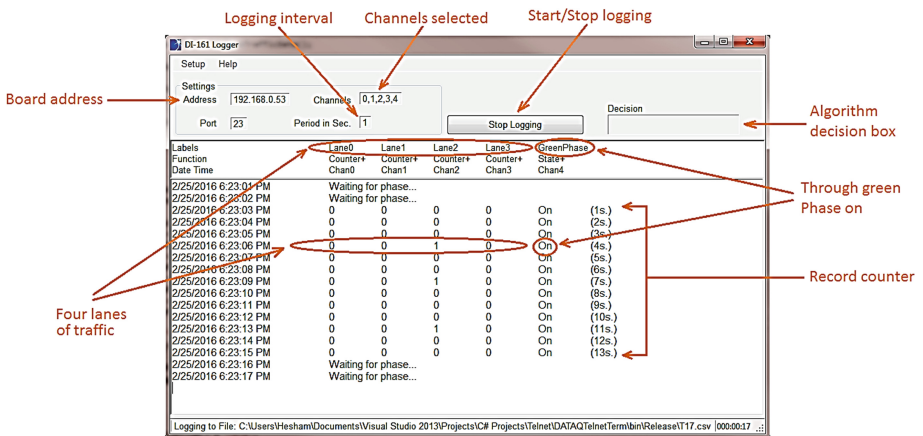 Logging interval
Channels selected
Start/Stop logging
DI-161 Logger
Setup Help
Settings
Board address
Address 192.168.0.53 Channels 0,1,2,3,4
Port 23 Period in Sec. 1
Stop Logging
Decision
Algorithm
decision box
Labels Lane0 Lane1 Lane2 Lane3 GreenPhase
Function Counter+ Counter+ Counter+ Counter+ State+
Date Time Chan0 Chan1 Chan2 Chan3 Chan4
2/25/2016 6:23:01 PM Waiting for phase...
2/25/2016 6:23:02 PM Waiting for phase...
2/25/2016 6:23:03 PM 0 0 0 0 On (1s.)
2/25/2016 6:23:04 PM 0 0 0 0 On (2s.)
2/25/2016 6:23:05 PM 0 0 0 0 On (3s.)
2/25/2016 6:23:06 PM 0 0 1 0 On (4s.)
2/25/2016 6:23:07 PM 0 0 0 0 On (5s.)
2/25/2016 6:23:08 PM 0 0 0 0 On (6s.)
2/25/2016 6:23:09 PM 0 0 1 0 On (7s.)
2/25/2016 6:23:10 PM 0 0 0 0 On (8s.)
2/25/2016 6:23:11 PM 0 0 0 0 On (9s.)
2/25/2016 6:23:12 PM 0 0 0 0 On (10s.)
2/25/2016 6:23:13 PM 0 0 1 0 On (11s.)
2/25/2016 6:23:14 PM 0 0 0 0 On (12s.)
2/25/2016 6:23:15 PM 0 0 0 0 On (13s.)
2/25/2016 6:23:16 PM Waiting for phase...
2/25/2016 6:23:17 PM Waiting for phase...
Through green
Phase on
Record counter
Four lanes
of traffic
Logging to File: C:\Users\Hesham\Documents\Visual Studio 2013\Projects\C# Projects\Telnet\DATAQTelnetTerm\bin\Release\T17.csv 000:00:17